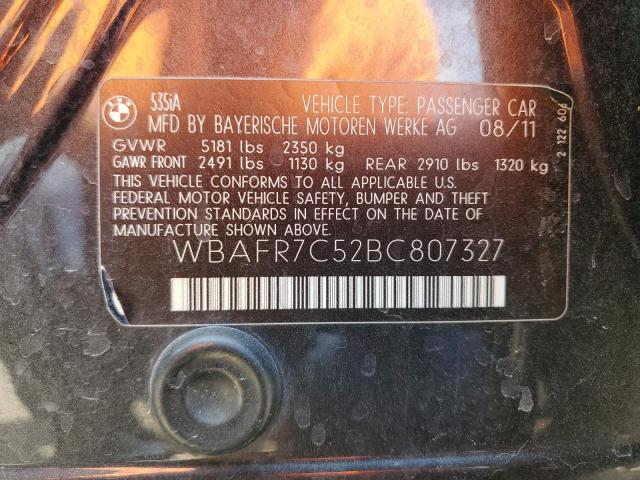 BMW
535iA VEHICLE TYPE: PASSENGER CAR
MFD BY BAYERISCHE MOTOREN WERKE AG 08/11
GVWR 5181 lbs 2350 kg
GAWR FRONT 2491 lbs 1130 kg REAR 2910 lbs 1320 kg
THIS VEHICLE CONFORMS TO ALL APPLICABLE U.S.
FEDERAL MOTOR VEHICLE SAFETY, BUMPER AND THEFT
PREVENTION STANDARDS IN EFFECT ON THE DATE OF
MANUFACTURE SHOWN ABOVE.
WBAFR7C52BC807327
2 122 606